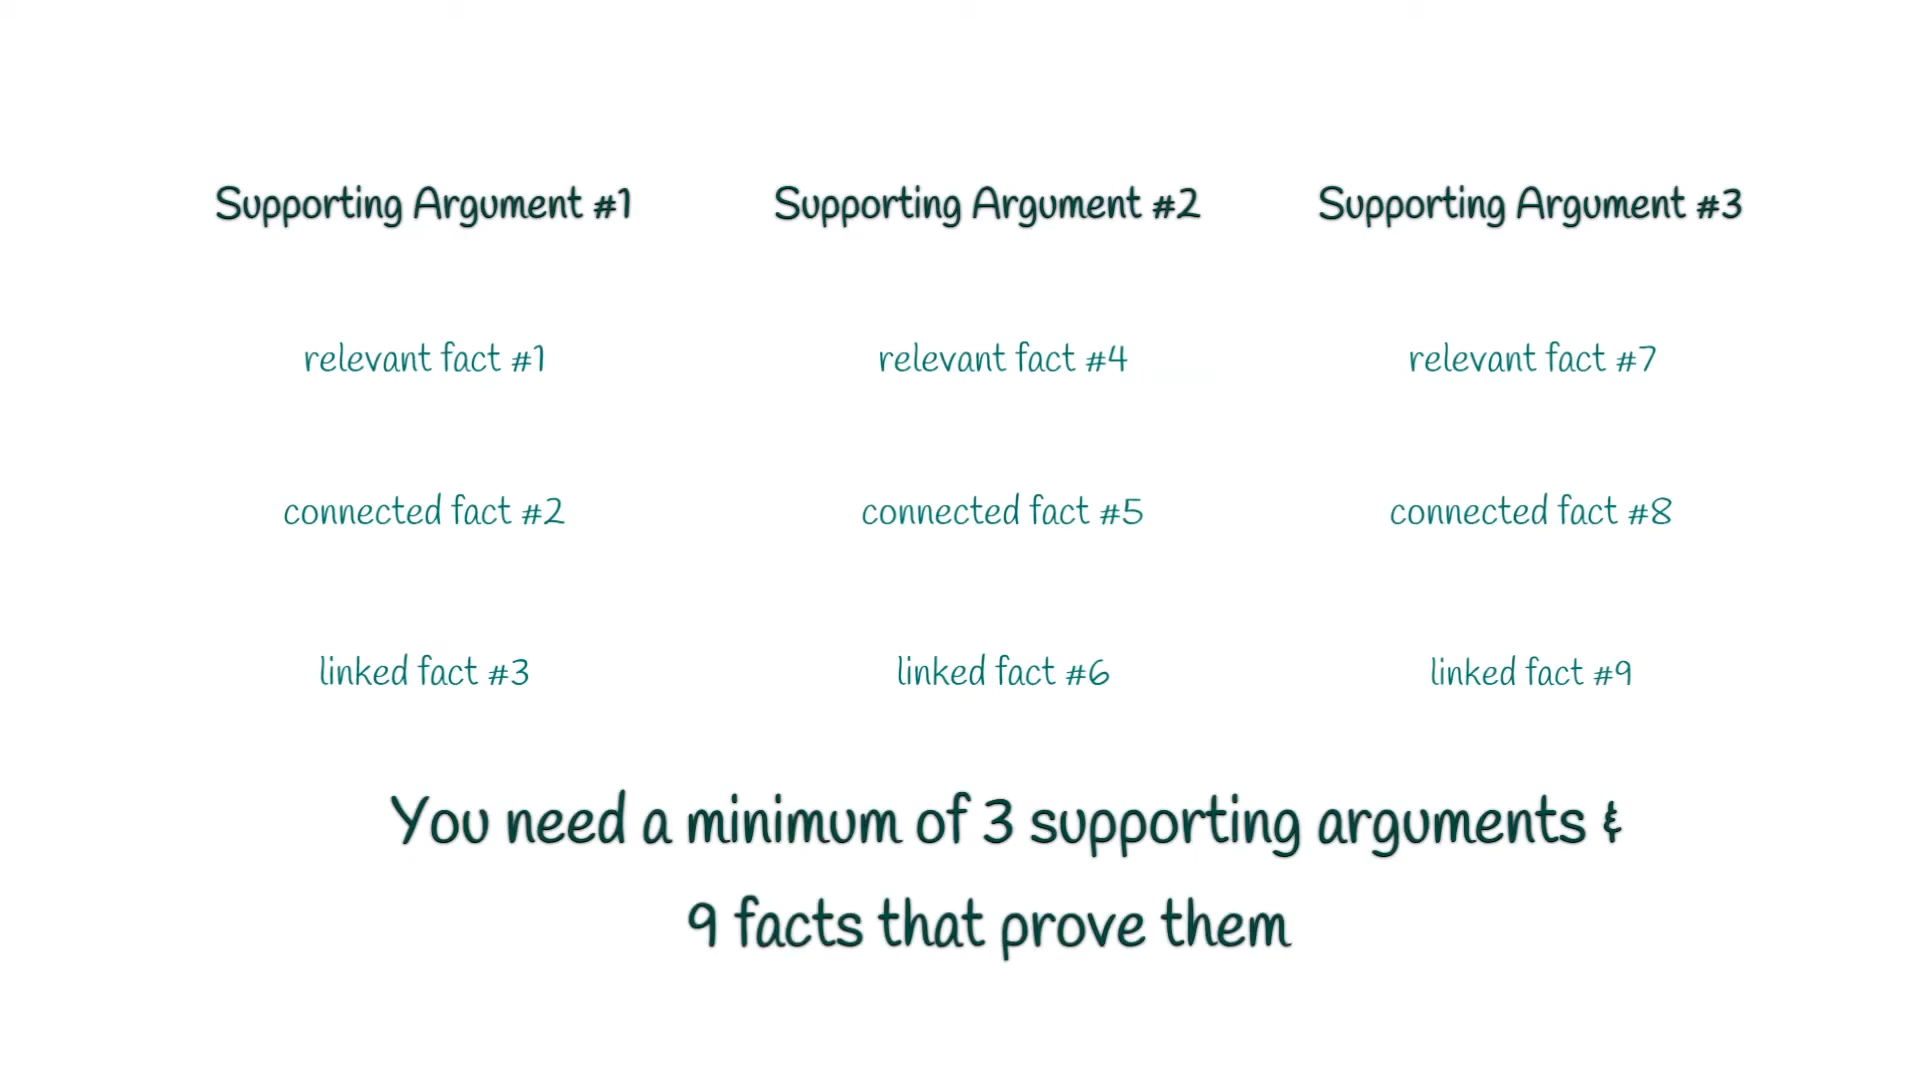 Supporting Argument #1 Supporting Argument #2 Supporting Argument #3
relevant fact #1 relevant fact #4 relevant fact #7
connected fact #2 connected fact #5 connected fact #8
linked fact #3 linked fact #6 linked fact #9
You need a minimum of 3 supporting arguments &
9 facts that prove them